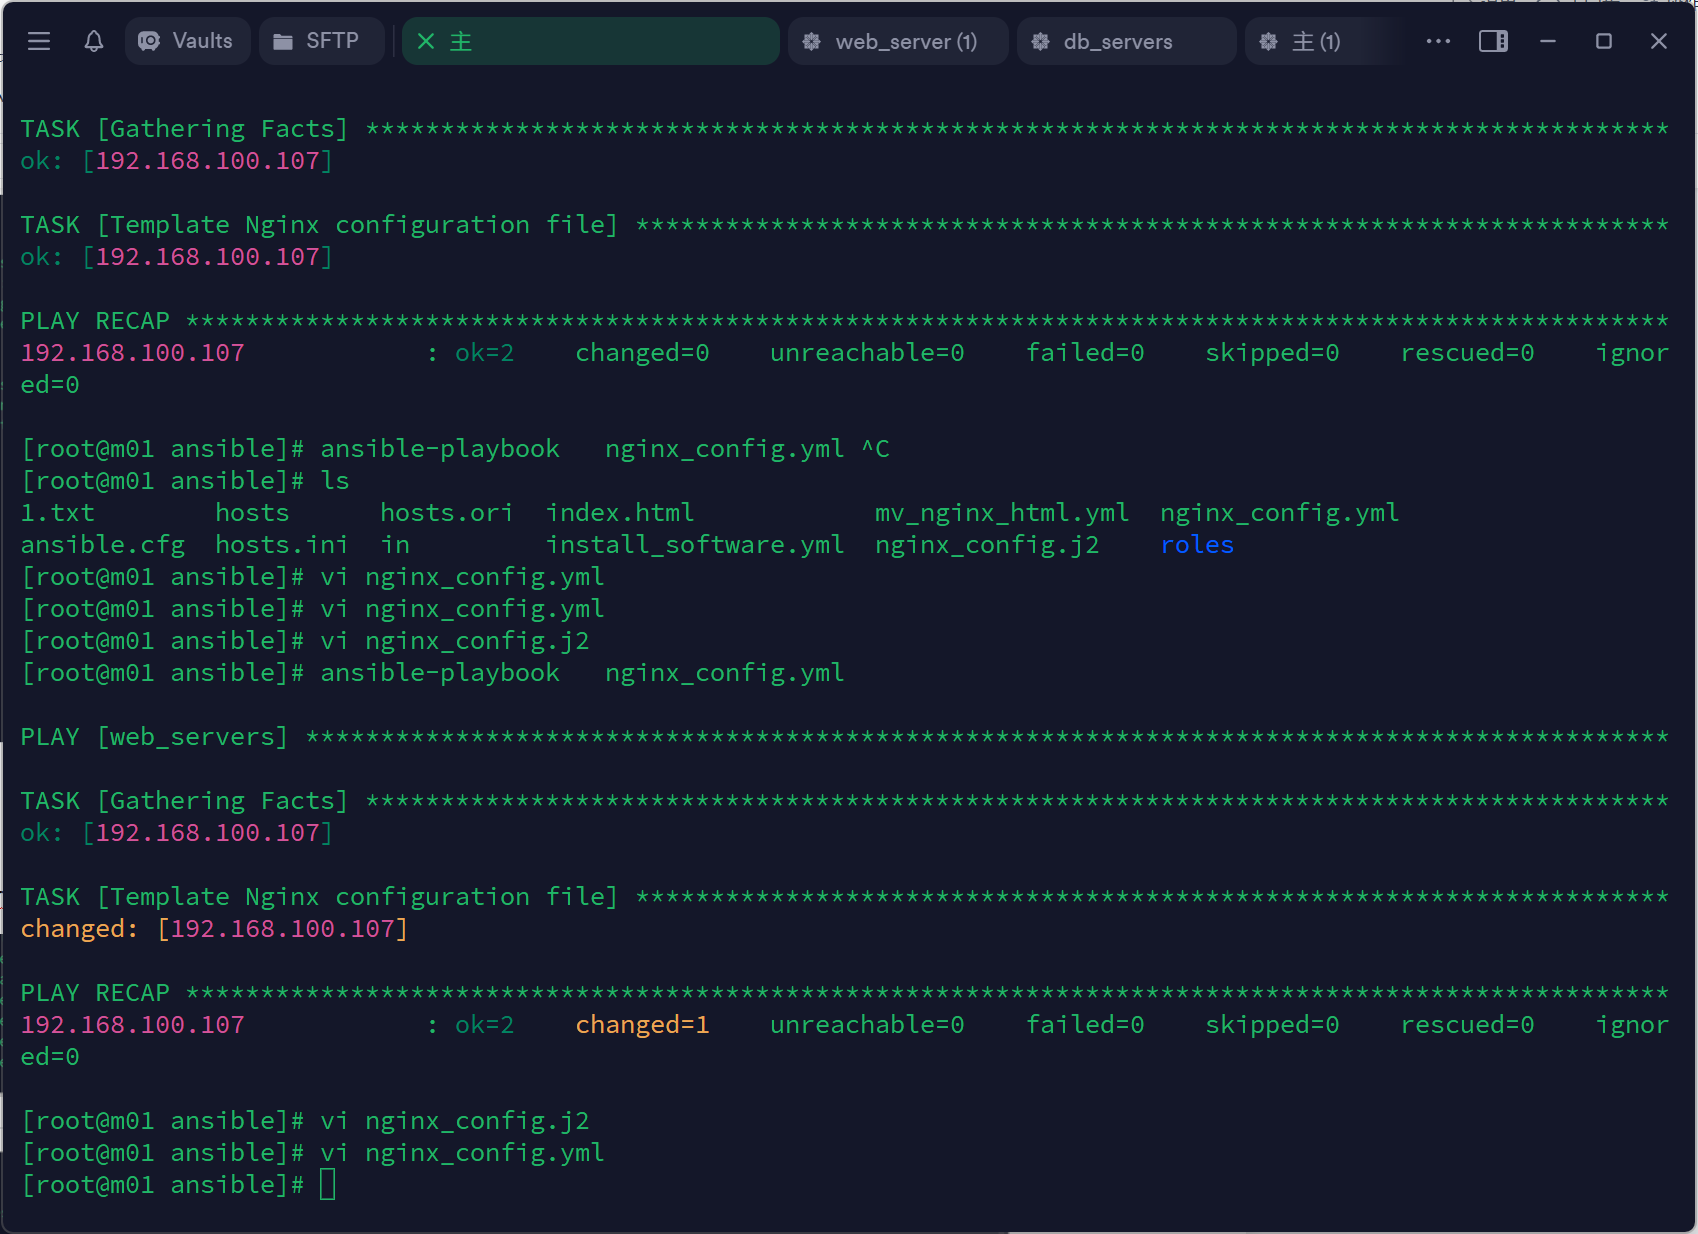 Vaults SFTP 主 web_server (1) db_servers 主 (1)
TASK [Gathering Facts] ***************************************************************************************
ok: [192.168.100.107]
TASK [Template Nginx configuration file] *********************************************************************
ok: [192.168.100.107]
PLAY RECAP ***************************************************************************************************
192.168.100.107 : ok=2 changed=0 unreachable=0 failed=0 skipped=0 rescued=0 ignor
ed=0
[root@m01 ansible]# ansible-playbook nginx_config.yml ^C
[root@m01 ansible]# ls
1.txt hosts hosts.ori index.html mv_nginx_html.yml nginx_config.yml
ansible.cfg hosts.ini in install_software.yml nginx_config.j2 roles
[root@m01 ansible]# vi nginx_config.yml
[root@m01 ansible]# vi nginx_config.yml
[root@m01 ansible]# vi nginx_config.j2
[root@m01 ansible]# ansible-playbook nginx_config.yml
PLAY [web_servers] *******************************************************************************************
TASK [Gathering Facts] ***************************************************************************************
ok: [192.168.100.107]
TASK [Template Nginx configuration file] *********************************************************************
changed: [192.168.100.107]
PLAY RECAP ***************************************************************************************************
192.168.100.107 : ok=2 changed=1 unreachable=0 failed=0 skipped=0 rescued=0 ignor
ed=0
[root@m01 ansible]# vi nginx_config.j2
[root@m01 ansible]# vi nginx_config.yml
[root@m01 ansible]#